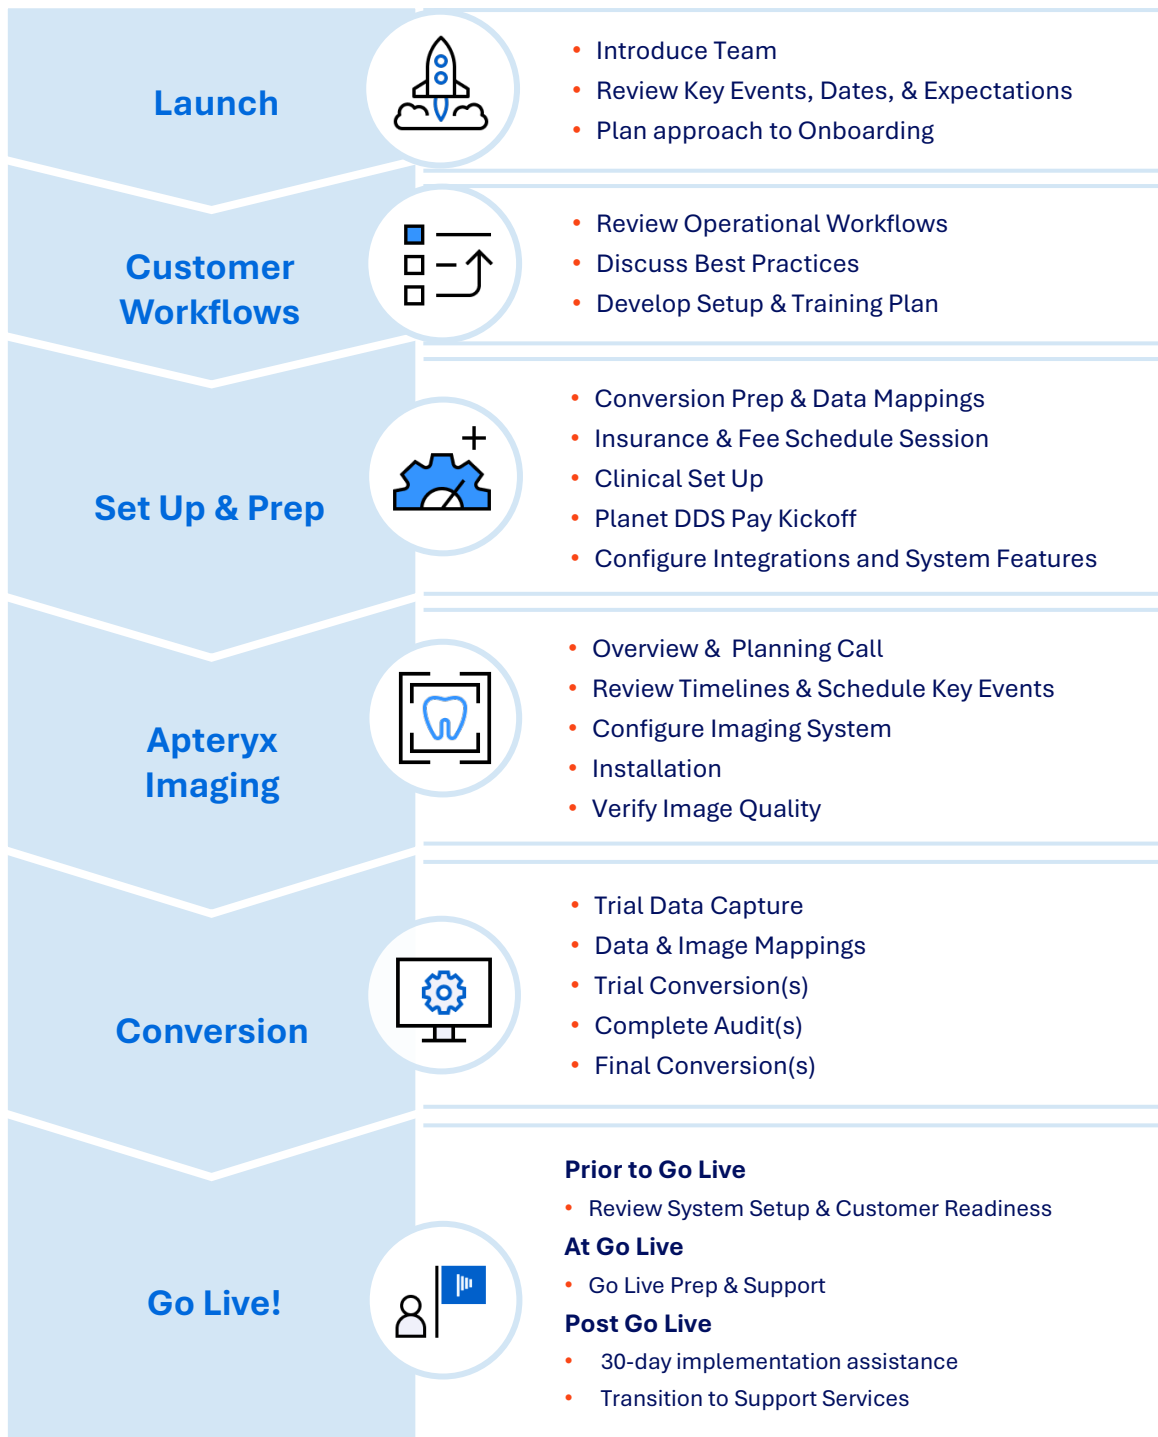 Launch
• Introduce Team
• Review Key Events, Dates, & Expectations
• Plan approach to Onboarding
Customer
Workflows
• Review Operational Workflows
• Discuss Best Practices
• Develop Setup & Training Plan
Set Up & Prep
• Conversion Prep & Data Mappings
• Insurance & Fee Schedule Session
• Clinical Set Up
• Planet DDS Pay Kickoff
• Configure Integrations and System Features
Apteryx
Imaging
• Overview & Planning Call
• Review Timelines & Schedule Key Events
• Configure Imaging System
• Installation
• Verify Image Quality
Conversion
• Trial Data Capture
• Data & Image Mappings
• Trial Conversion(s)
• Complete Audit(s)
• Final Conversion(s)
Go Live!
Prior to Go Live
• Review System Setup & Customer Readiness
At Go Live
• Go Live Prep & Support
Post Go Live
• 30-day implementation assistance
• Transition to Support Services